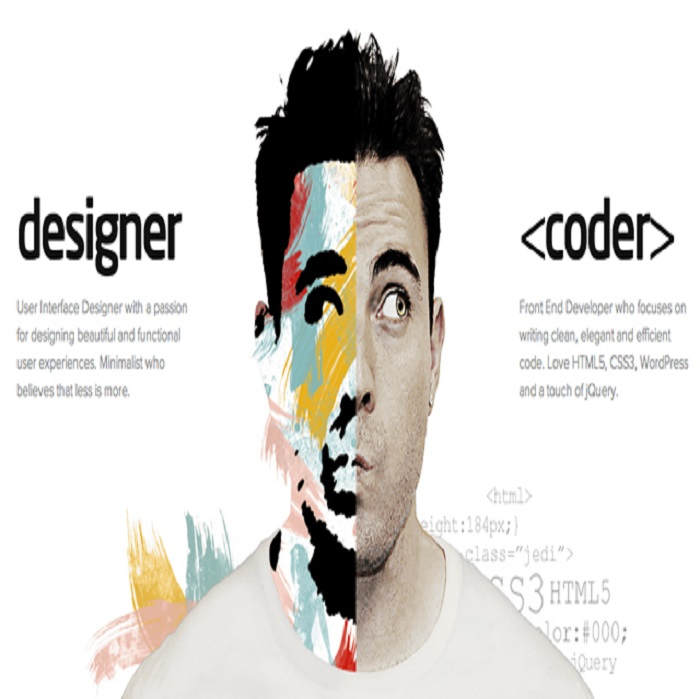 designer
User Interface Designer with a passion
for designing beautiful and functional
user experiences. Minimalist who
believes that less is more.
<coder>
Front End Developer who focuses on
writing clean, elegant and efficient
code. Love HTML5, CSS3, WordPress
and a touch of jQuery.
<html>
eight:184px;}
class="jedi">
SS3 HTML5
lor:#000;
jQuery